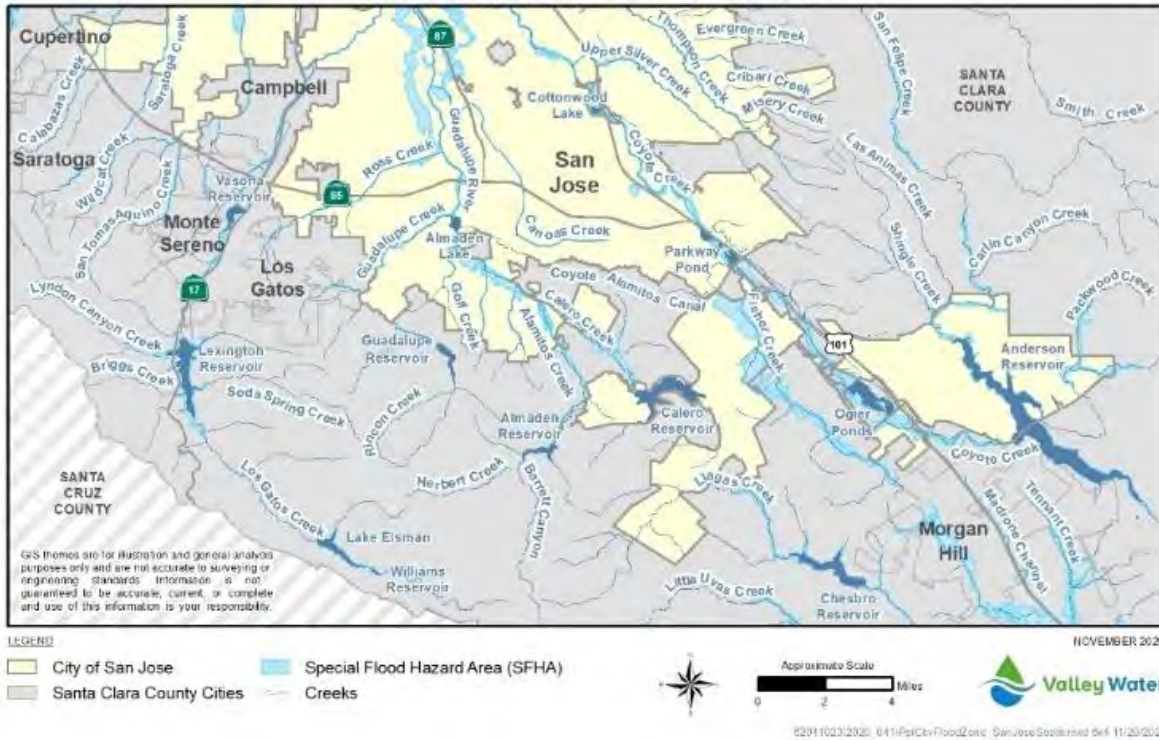 Cupertino
Calabazas Creek
Saratoga Creek
Campbell
87
Saratoga
Wildcat Creek
San Tomas Aquino Creek
Vasona
Reservoir
Monte
Sereno
Ross Creek
85
Guadalupe River
Los
Gatos
17
Guadalupe Creek
Almaden
Lake
San
Jose
Canoas Creek
Cottonwood
Lake
Coyote Creek
Upper Silver Creek
Thompson Creek
Evergreen Creek
Cribari Creek
Misery Creek
San Felipe Creek
SANTA
CLARA
COUNTY
Smith Creek
Las Animas Creek
Shingle Creek
Carlin Canyon Creek
Packwood Creek
Parkway
Pond
Coyote Alamitos Canal
Fisher Creek
101
Anderson
Reservoir
Lyndon Canyon Creek
Lexington
Reservoir
Briggs Creek
Soda Spring Creek
Guadalupe
Reservoir
Rincon Creek
Golf Creek
Alamitos Creek
Calero Creek
Almaden
Reservoir
Calero
Reservoir
Ogier
Ponds
Coyote Creek
Herbert Creek
Barrett Canyon
Llagas Creek
Madrone Channel
Tennant Creek
Morgan
Hill
SANTA
CRUZ
COUNTY
Los Gatos Creek
Lake Elsman
Williams
Reservoir
Little Uvas Creek
Chesbro
Reservoir
GIS themes are for illustration and general analysis
purposes only and are not accurate to surveying or
engineering standards. Information is not
guaranteed to be accurate, current, or complete
and use of this information is your responsibility.
LEGEND
City of San Jose
Special Flood Hazard Area (SFHA)
Santa Clara County Cities
Creeks
Approximate Scale
Miles
0 2 4
NOVEMBER 202
Valley Water